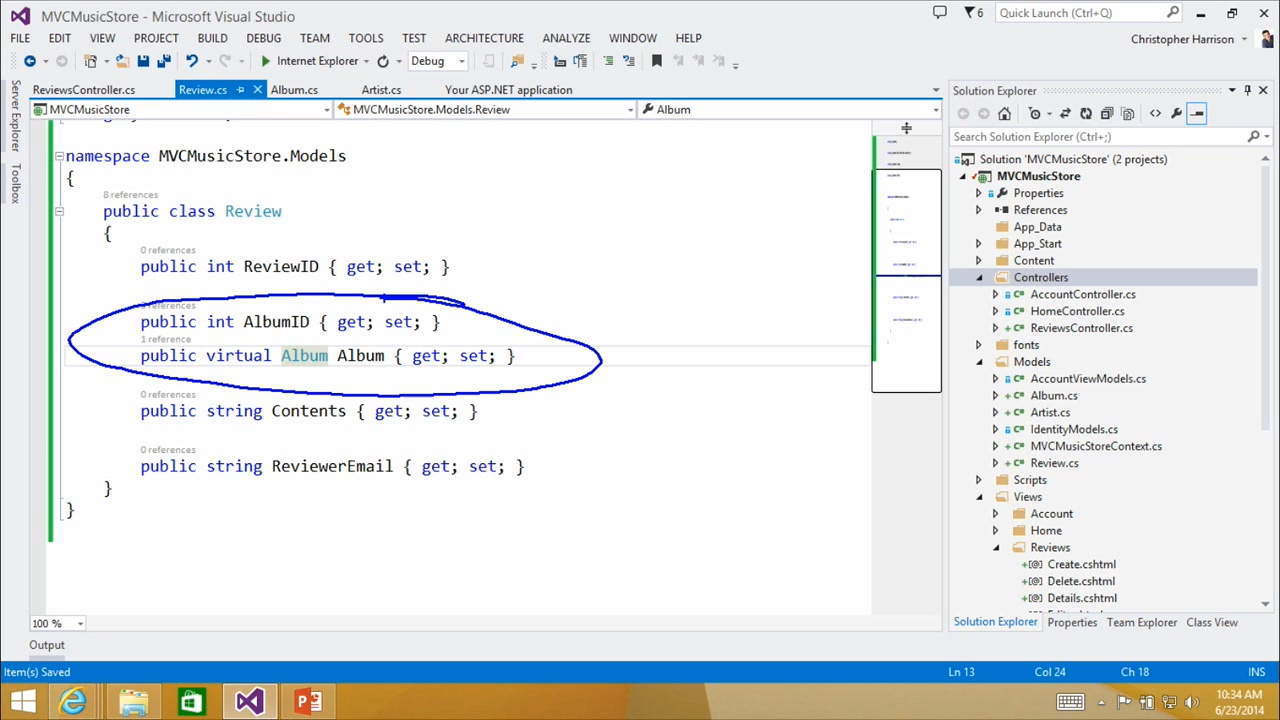 MVCMusicStore - Microsoft Visual Studio
6
Quick Launch (Ctrl+Q)
FILE EDIT VIEW PROJECT BUILD DEBUG TEAM TOOLS TEST ARCHITECTURE ANALYZE WINDOW HELP
Christopher Harrison
Internet Explorer
Debug
Server Explorer
Toolbox
ReviewsController.cs Review.cs Album.cs Artist.cs Your ASP.NET application
MVCMusicStore MVCMusicStore.Models.Review Album
namespace MVCMusicStore.Models
{
8 references
public class Review
{
0 references
public int ReviewID { get; set; }
references
public int AlbumID { get; set; }
1 reference
public virtual Album Album { get; set; }
0 references
public string Contents { get; set; }
0 references
public string ReviewerEmail { get; set; }
}
}
100 %
Output
Solution Explorer
Search Solution Explorer (Ctrl+;)
Solution 'MVCMusicStore' (2 projects)
MVCMusicStore
Properties
References
App_Data
App_Start
Content
Controllers
AccountController.cs
HomeController.cs
ReviewsController.cs
fonts
Models
AccountViewModels.cs
Album.cs
Artist.cs
IdentityModels.cs
MVCMusicStoreContext.cs
Review.cs
Scripts
Views
Account
Home
Reviews
Create.cshtml
Delete.cshtml
Details.cshtml
Solution Explorer Properties Team Explorer Class View
Item(s) Saved
Ln 13 Col 24 Ch 18 INS
10:34 AM
6/23/2014